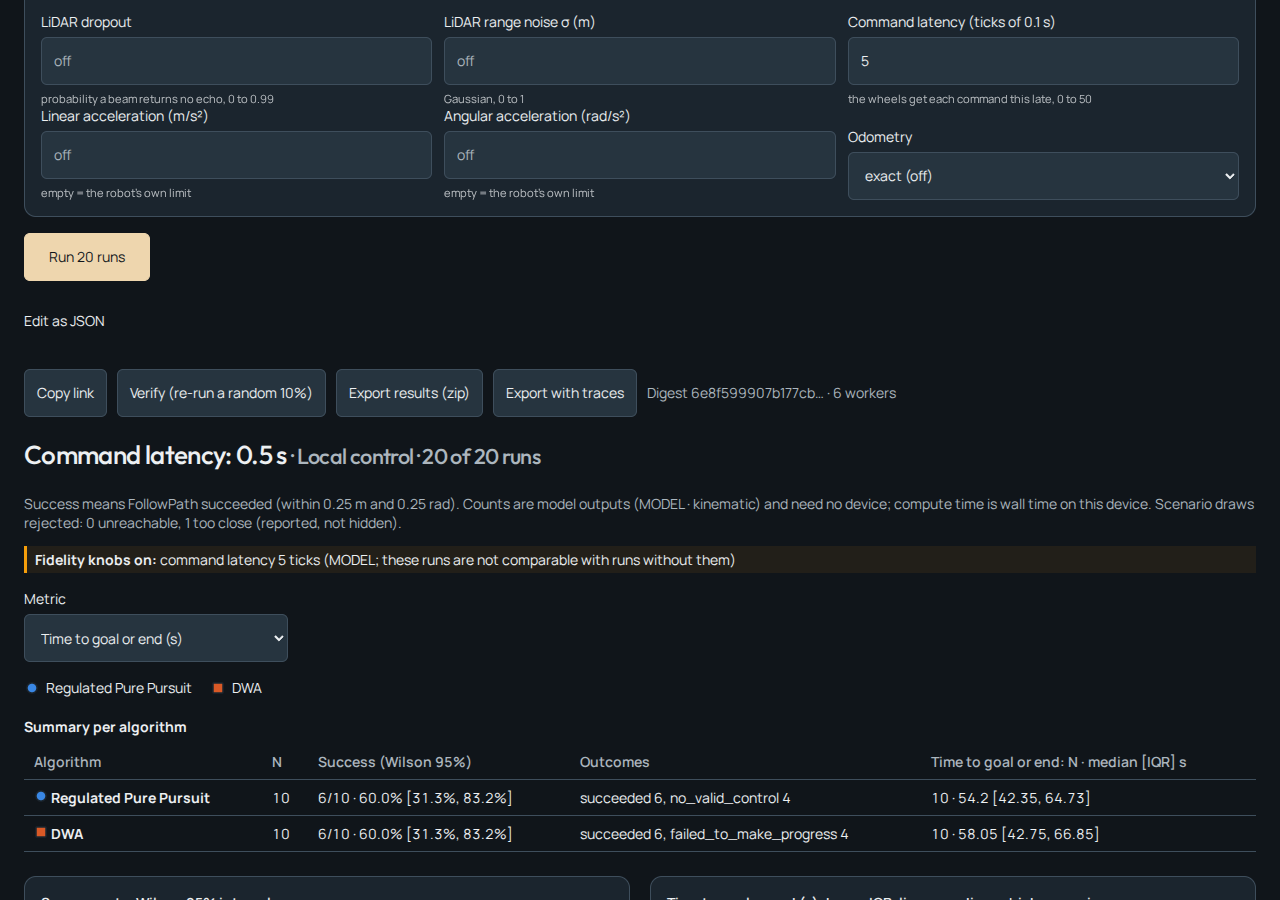 LiDAR dropout
LiDAR range noise σ (m)
Command latency (ticks of 0.1 s)
off
off
5
probability a beam returns no echo, 0 to 0.99
Gaussian, 0 to 1
the wheels get each command this late, 0 to 50
Linear acceleration (m/s²)
Angular acceleration (rad/s²)
Odometry
off
off
exact (off)
empty = the robot's own limit
empty = the robot's own limit
Run 20 runs
Edit as JSON
Copy link
Verify (re-run a random 10%)
Export results (zip)
Export with traces
Digest 6e8f599907b177cb… · 6 workers
Command latency: 0.5 s · Local control · 20 of 20 runs
Success means FollowPath succeeded (within 0.25 m and 0.25 rad). Counts are model outputs (MODEL · kinematic) and need no device; compute time is wall time on this device. Scenario draws
rejected: 0 unreachable, 1 too close (reported, not hidden).
Fidelity knobs on: command latency 5 ticks (MODEL; these runs are not comparable with runs without them)
Metric
Time to goal or end (s)
Regulated Pure Pursuit
DWA
Summary per algorithm
Algorithm N Success (Wilson 95%) Outcomes Time to goal or end: N · median [IQR] s
Regulated Pure Pursuit 10 6/10 · 60.0% [31.3%, 83.2%] succeeded 6, no_valid_control 4 10 · 54.2 [42.35, 64.73]
DWA 10 6/10 · 60.0% [31.3%, 83.2%] succeeded 6, failed_to_make_progress 4 10 · 58.05 [42.75, 66.85]